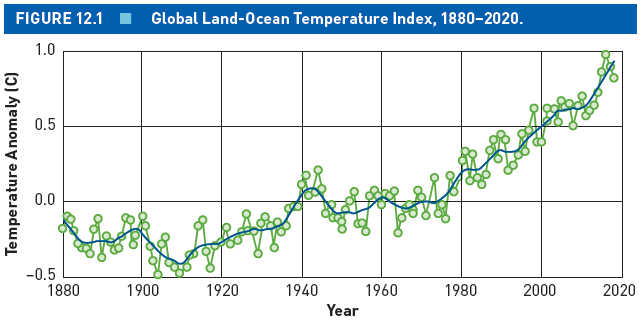 FIGURE 12.1 Global Land-Ocean Temperature Index, 1880–2020.
Temperature Anomaly (C)
1.0
0.5
0.0
–0.5
1880 1900 1920 1940 1960 1980 2000 2020
Year